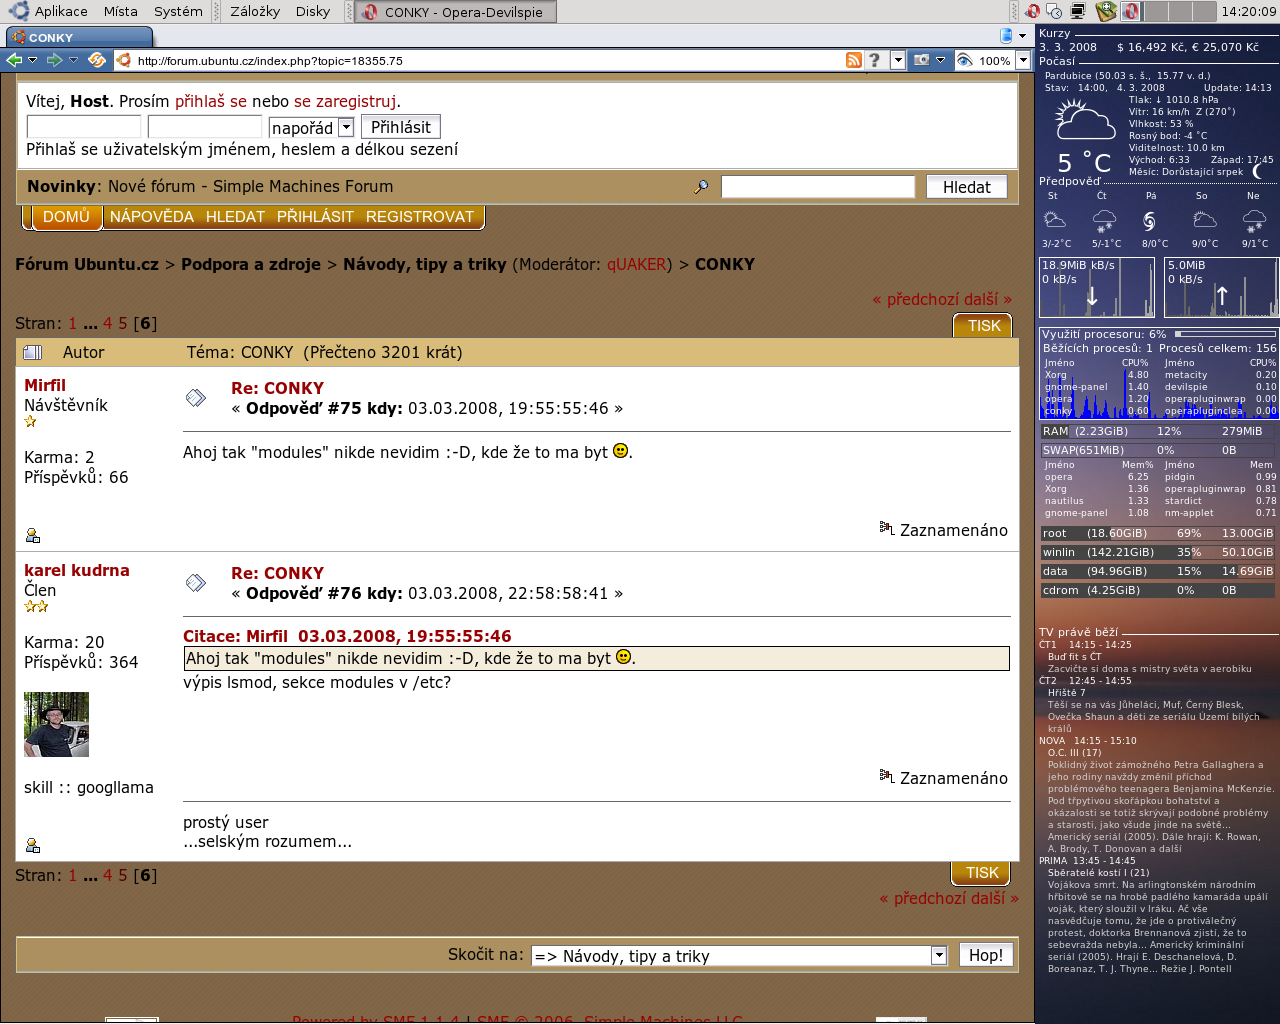 Aplikace Místa Systém Záložky Disky CONKY - Opera-Devilspie 14:20:09
CONKY
http://forum.ubuntu.cz/index.php?topic=18355.75 100%
Vítej, Host. Prosím přihlaš se nebo se zaregistruj.
napořád Přihlásit
Přihlaš se uživatelským jménem, heslem a délkou sezení
Novinky: Nové fórum - Simple Machines Forum Hledat
DOMŮ NÁPOVĚDA HLEDAT PŘIHLÁSIT REGISTROVAT
Fórum Ubuntu.cz > Podpora a zdroje > Návody, tipy a triky (Moderátor: qUAKER) > CONKY
« předchozí další »
Stran: 1 ... 4 5 [6]
TISK
Autor Téma: CONKY (Přečteno 3201 krát)
Mirfil
Návštěvník
Karma: 2
Příspěvků: 66
Re: CONKY
« Odpověď #75 kdy: 03.03.2008, 19:55:55:46 »
Ahoj tak "modules" nikde nevidim :-D, kde že to ma byt .
Zaznamenáno
karel kudrna
Člen
Karma: 20
Příspěvků: 364
skill :: googllama
Re: CONKY
« Odpověď #76 kdy: 03.03.2008, 22:58:58:41 »
Citace: Mirfil 03.03.2008, 19:55:55:46
Ahoj tak "modules" nikde nevidim :-D, kde že to ma byt .
výpis lsmod, sekce modules v /etc?
Zaznamenáno
prostý user
...selským rozumem...
Stran: 1 ... 4 5 [6]
TISK
« předchozí další »
Skočit na: => Návody, tipy a triky Hop!
Powered by SMF 1.1.4 | SMF © 2006, Simple Machines LLC
Kurzy
3. 3. 2008 $ 16,492 Kč, € 25,070 Kč
Počasí
Pardubice (50.03 s. š., 15.77 v. d.)
Stav: 14:00, 4. 3. 2008 Update: 14:13
Tlak: ↓ 1010.8 hPa
Vítr: 16 km/h Z (270˚)
Vlhkost: 53 %
Rosný bod: -4 ˚C
Viditelnost: 10.0 km
5 ˚C
Východ: 6:33 Západ: 17:45
Měsíc: Dorůstající srpek
Předpověď
St Čt Pá So Ne
3/-2˚C 5/-1˚C 8/0˚C 9/0˚C 9/1˚C
18.9MiB kB/s 5.0MiB
0 kB/s 0 kB/s
↓ ↑
Využití procesoru: 6%
Běžících procesů: 1 Procesů celkem: 156
Jméno CPU% Jméno CPU%
Xorg 4.80 metacity 0.20
gnome-panel 1.40 devilspie 0.10
opera 1.20 operapluginwrap 0.00
conky 0.60 operapluginclea 0.00
RAM (2.23GiB) 12% 279MiB
SWAP(651MiB) 0% 0B
Jméno Mem% Jméno Mem
opera 6.25 pidgin 0.99
Xorg 1.36 operapluginwrap 0.81
nautilus 1.33 stardict 0.78
gnome-panel 1.08 nm-applet 0.71
root (18.60GiB) 69% 13.00GiB
winlin (142.21GiB) 35% 50.10GiB
data (94.96GiB) 15% 14.69GiB
cdrom (4.25GiB) 0% 0B
TV právě běží
ČT1 14:15 - 14:25
Buď fit s ČT
Zacvičte si doma s mistry světa v aerobiku
ČT2 12:45 - 14:55
Hřiště 7
Těší se na vás Jůheláci, Muf, Černý Blesk,
Ovečka Shaun a děti ze seriálu Území bílých
králů
NOVA 14:15 - 15:10
O.C. III (17)
Poklidný život zámožného Petra Gallaghera a
jeho rodiny navždy změnil příchod
problémového teenagera Benjamina McKenzie.
Pod třpytivou skořápkou bohatství a
okázalosti se totiž skrývají podobné problémy
a starosti, jako všude jinde na světě...
Americký seriál (2005). Dále hrají: K. Rowan,
A. Brody, T. Donovan a další
PRIMA 13:45 - 14:45
Sběratelé kostí I (21)
Vojákova smrt. Na arlingtonském národním
hřbitově se na hrobě padlého kamaráda upálí
voják, který sloužil v Iráku. Ač vše
nasvědčuje tomu, že jde o protiválečný
protest, doktorka Brennanová zjistí, že to
sebevražda nebyla... Americký kriminální
seriál (2005). Hrají E. Deschanelová, D.
Boreanaz, T. J. Thyne... Režie J. Pontell